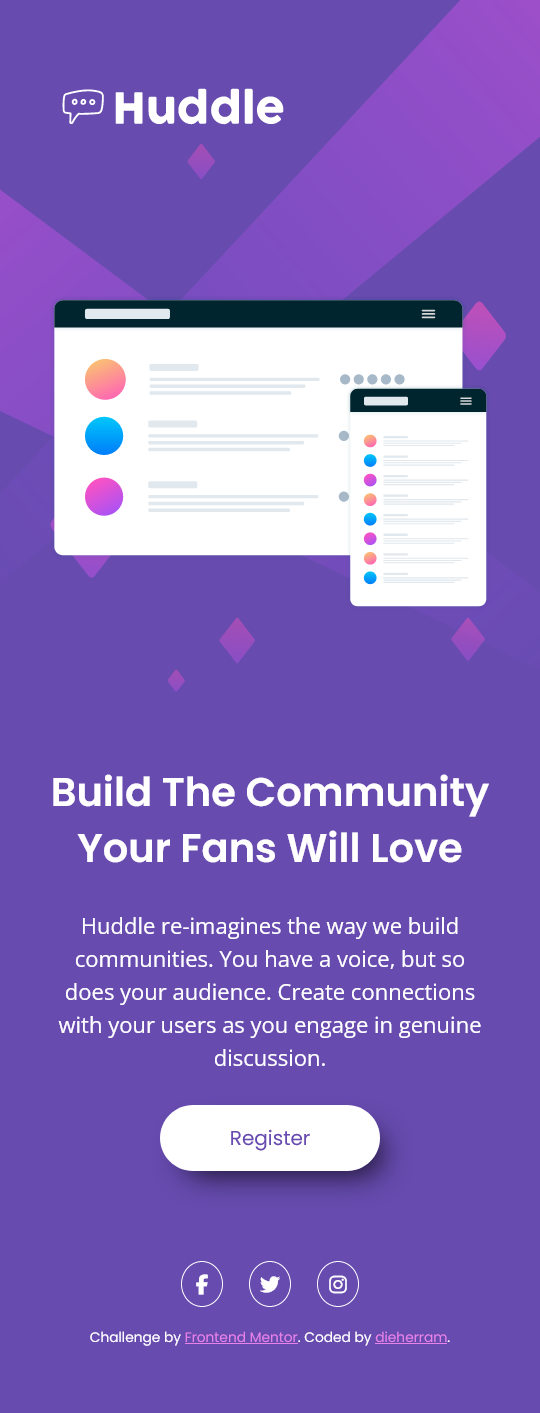 Huddle
Build The Community
Your Fans Will Love
Huddle re-imagines the way we build
communities. You have a voice, but so
does your audience. Create connections
with your users as you engage in genuine
discussion.
Register
Challenge by Frontend Mentor. Coded by dieherram.